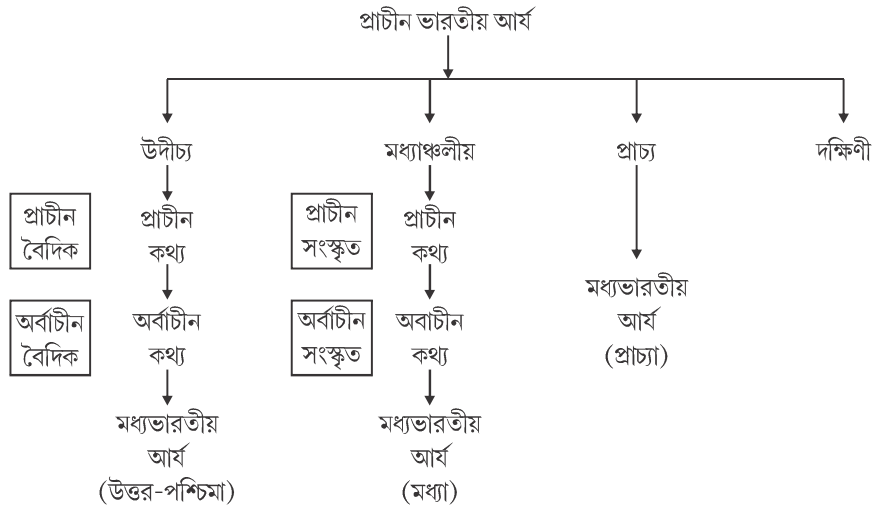 প্রাচীন ভারতীয় আর্য
উদীচ্য
মধ্যাঞ্চলীয়
প্রাচ্য
দক্ষিণী
প্রাচীন
বৈদিক
প্রাচীন
কথ্য
প্রাচীন
সংস্কৃত
প্রাচীন
কথ্য
মধ্যভারতীয়
আর্য
(প্রাচ্যা)
অর্বাচীন
বৈদিক
অর্বাচীন
কথ্য
অর্বাচীন
সংস্কৃত
অবাচীন
কথ্য
মধ্যভারতীয়
আর্য
(উত্তর-পশ্চিমা)
মধ্যভারতীয়
আর্য
(মধ্যা)